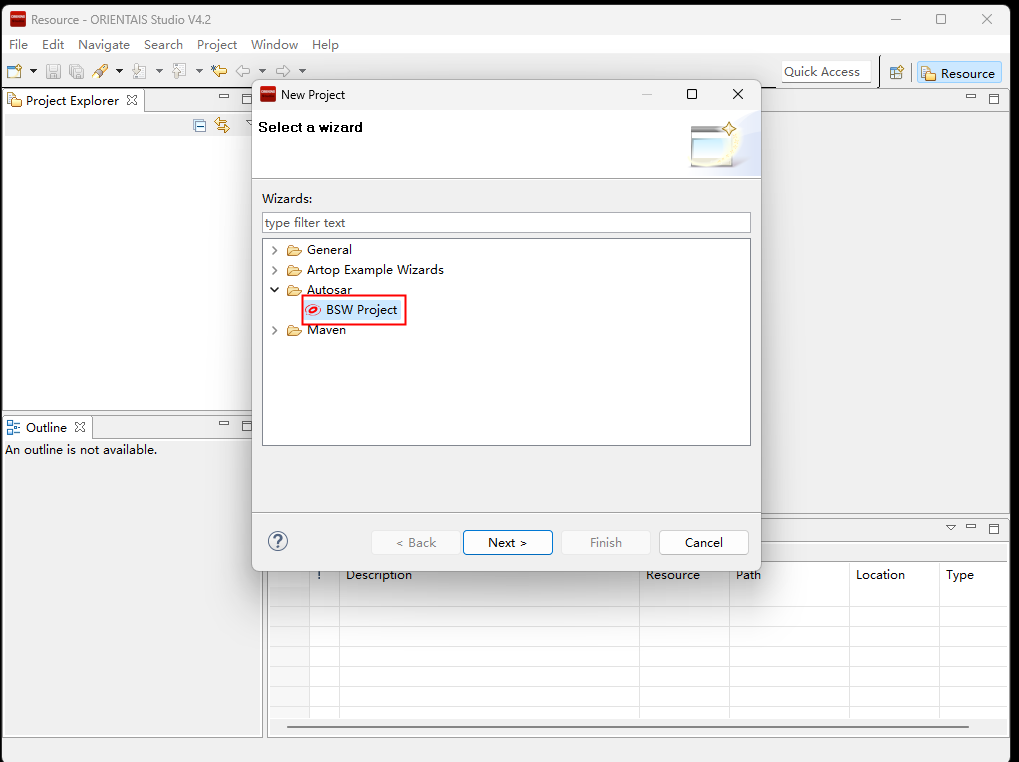 Resource - ORIENTAIS Studio V4.2
File Edit Navigate Search Project Window Help
Quick Access
Resource
Project Explorer
New Project
Select a wizard
Wizards:
type filter text
General
Artop Example Wizards
Autosar
BSW Project
Maven
Outline
An outline is not available.
? < Back Next > Finish Cancel
! Description Resource Path Location Type